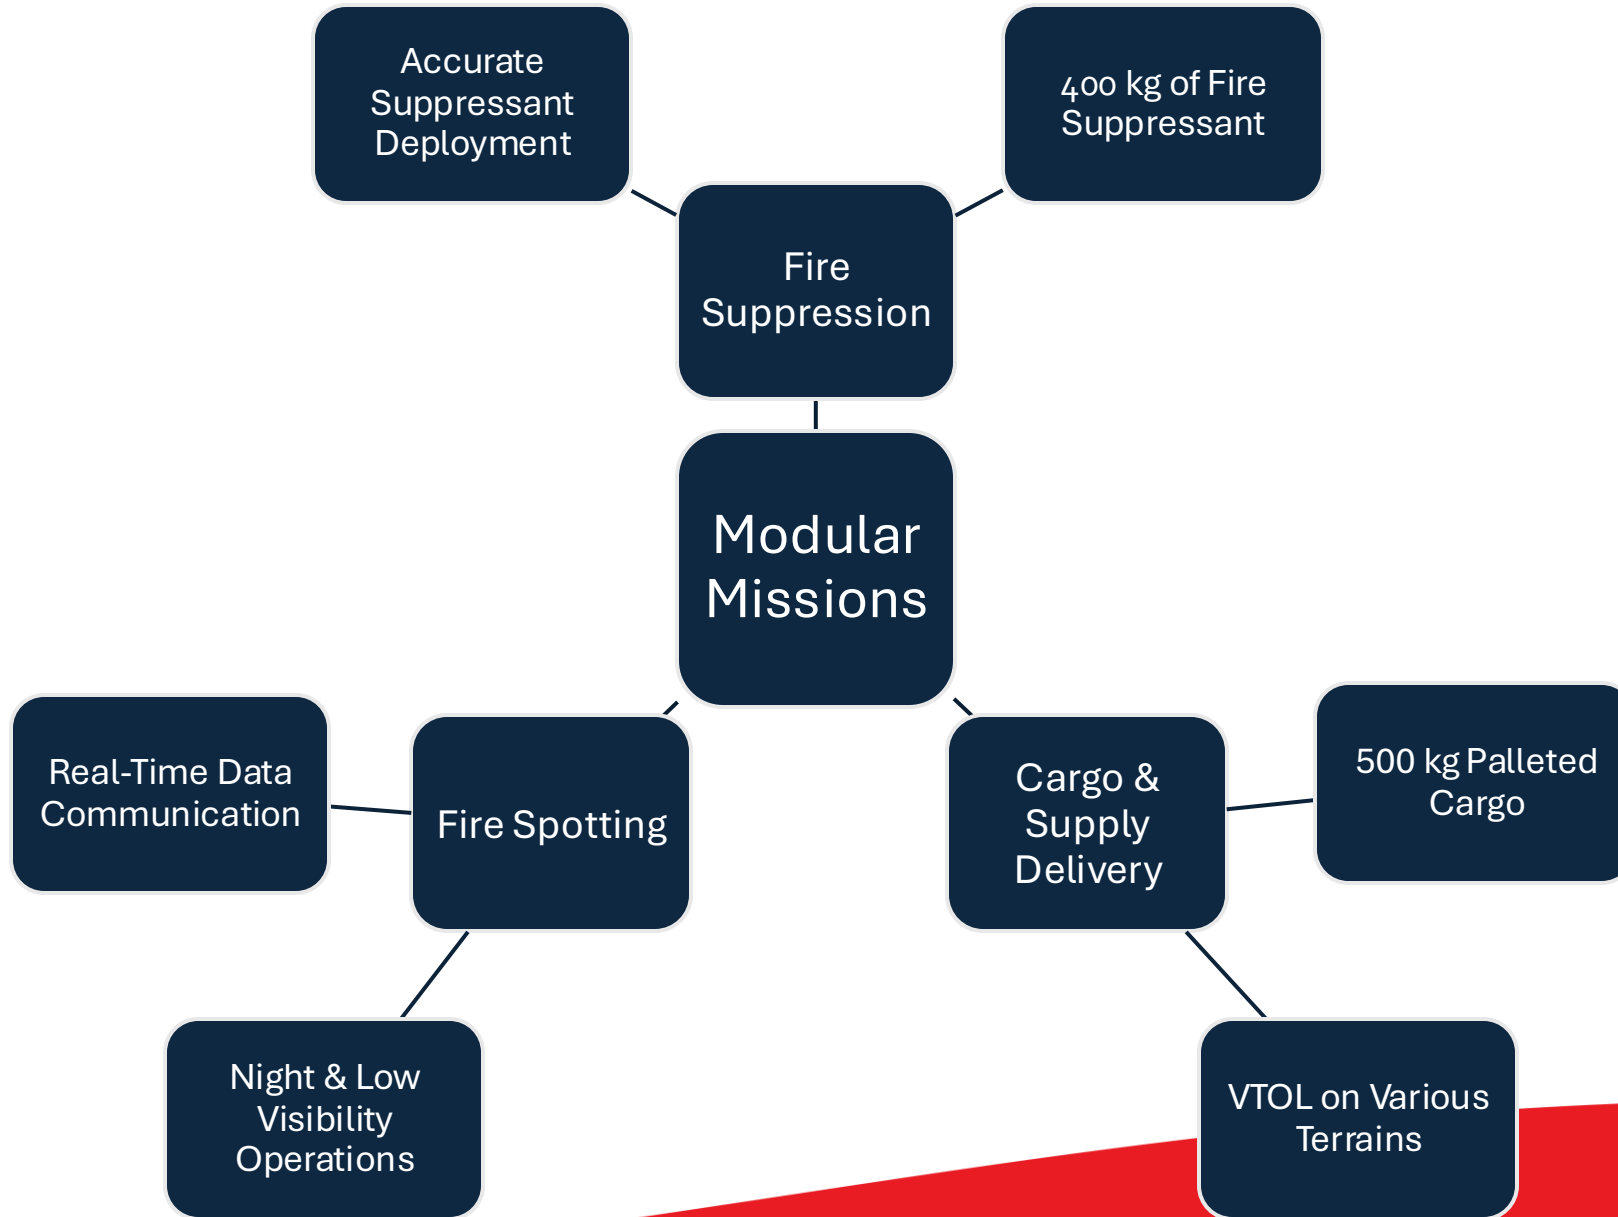 Accurate
Suppressant
Deployment
400 kg of Fire
Suppressant
Fire
Suppression
Modular
Missions
Real-Time Data
Communication
Fire Spotting
Cargo &
Supply
Delivery
500 kg Palleted
Cargo
Night & Low
Visibility
Operations
VTOL on Various
Terrains